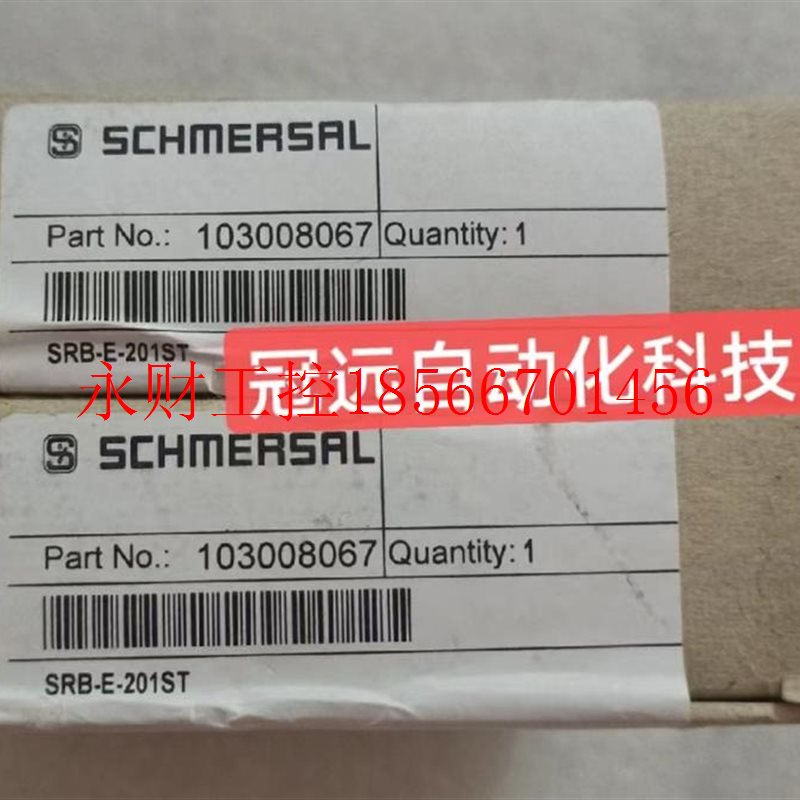 SCHMERSAL
Part No.: 103008067 Quantity: 1
SRB-E-201ST
冠远自动化科技
永财工控18566701456
SCHMERSAL
Part No.: 103008067 Quantity: 1
SRB-E-201ST